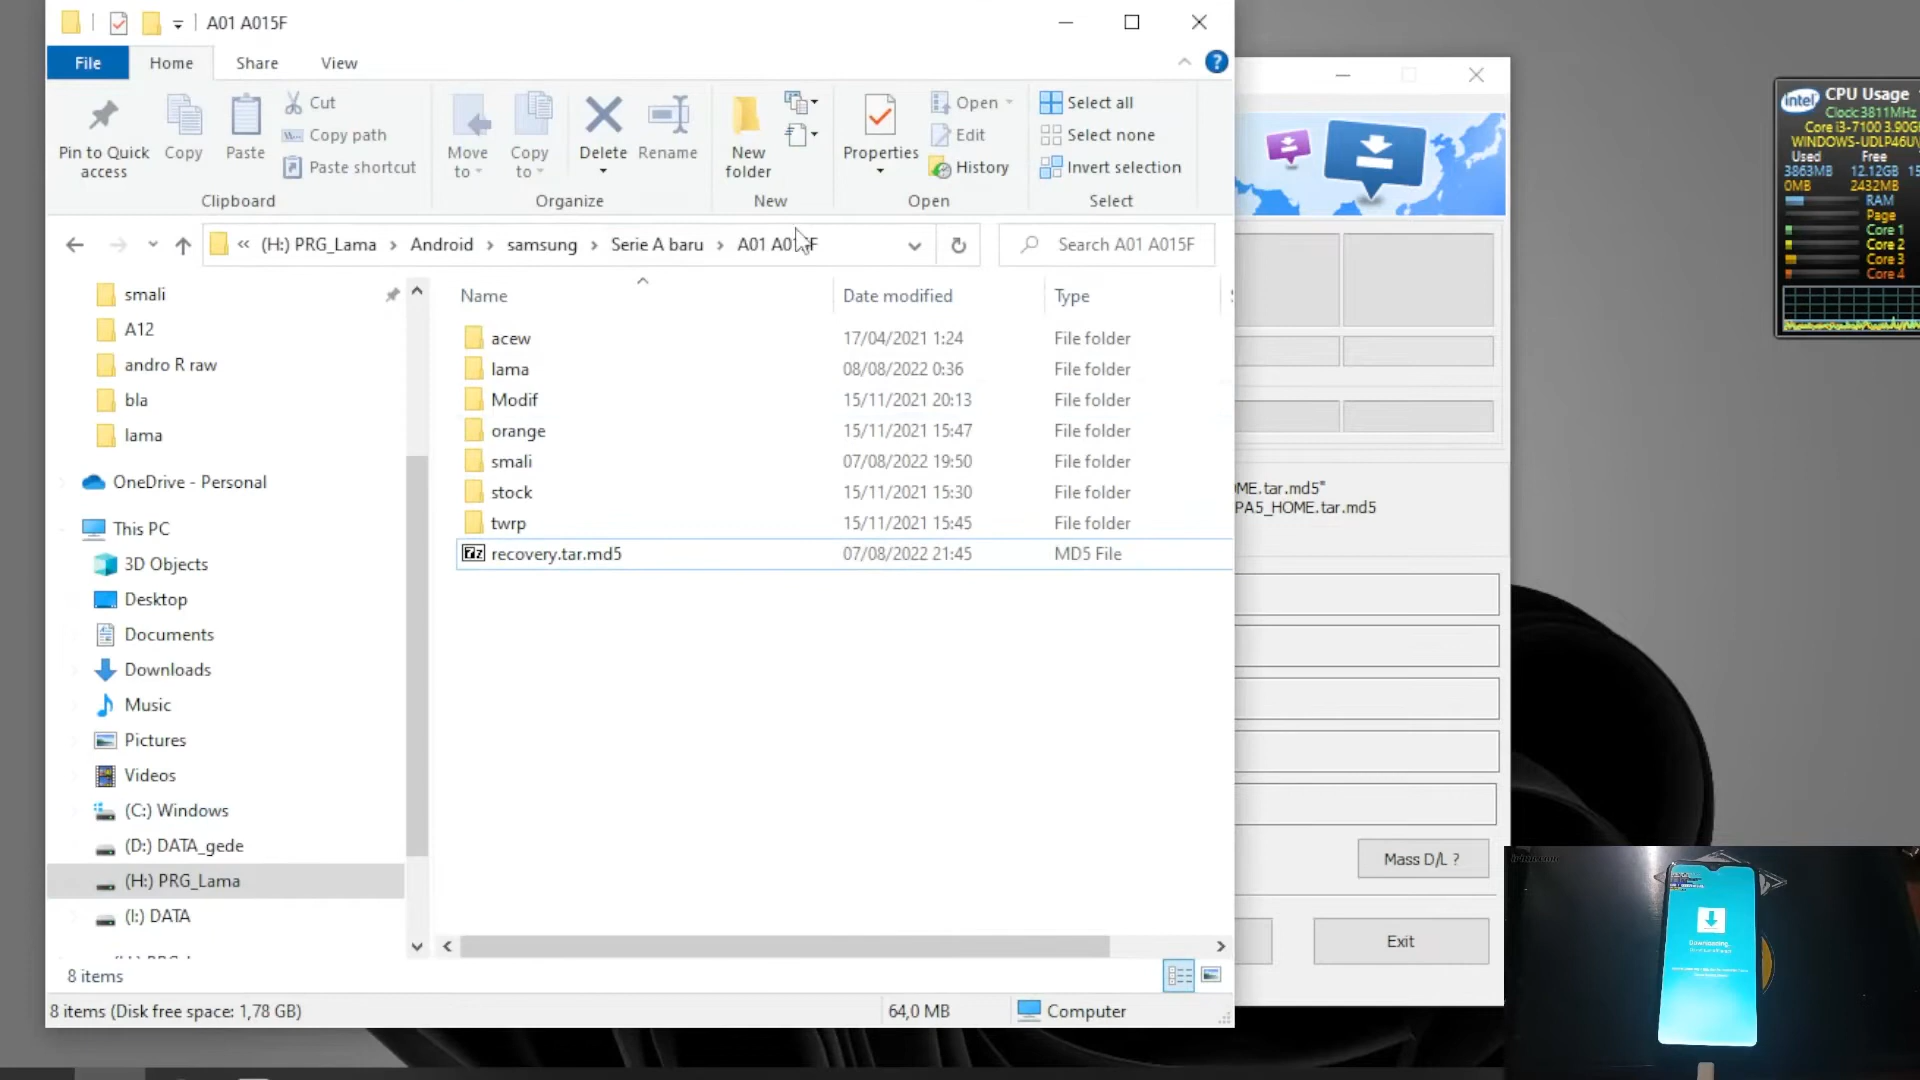 A01 A015F
File
Home
Share
View
Pin to Quick access
Copy
Paste
Cut
Copy path
Paste shortcut
Clipboard
Move to
Copy to
Delete
Rename
Organize
New folder
New
Properties
Open
Edit
History
Open
Select all
Select none
Invert selection
Select
« (H:) PRG_Lama › Android › samsung › Serie A baru › A01 A015F
Search A01 A015F
smali
A12
andro R raw
bla
lama
OneDrive - Personal
This PC
3D Objects
Desktop
Documents
Downloads
Music
Pictures
Videos
(C:) Windows
(D:) DATA_gede
(H:) PRG_Lama
(I:) DATA
Name Date modified Type
acew 17/04/2021 1:24 File folder
lama 08/08/2022 0:36 File folder
Modif 15/11/2021 20:13 File folder
orange 15/11/2021 15:47 File folder
smali 07/08/2022 19:50 File folder
stock 15/11/2021 15:30 File folder
twrp 15/11/2021 15:45 File folder
recovery.tar.md5 07/08/2022 21:45 MD5 File
8 items
8 items (Disk free space: 1,78 GB) 64,0 MB Computer
OME.tar.md5"
PA5_HOME.tar.md5
Mass D/L ?
Exit
intel CPU Usage
Clock:3811MHz
Core i3-7100 3.90G
WINDOWS-UDLP46U
Used Free
3863MB 12.12GB 15
0MB 2432MB
RAM
Page
Core 1
Core 2
Core 3
Core 4
Downloading...